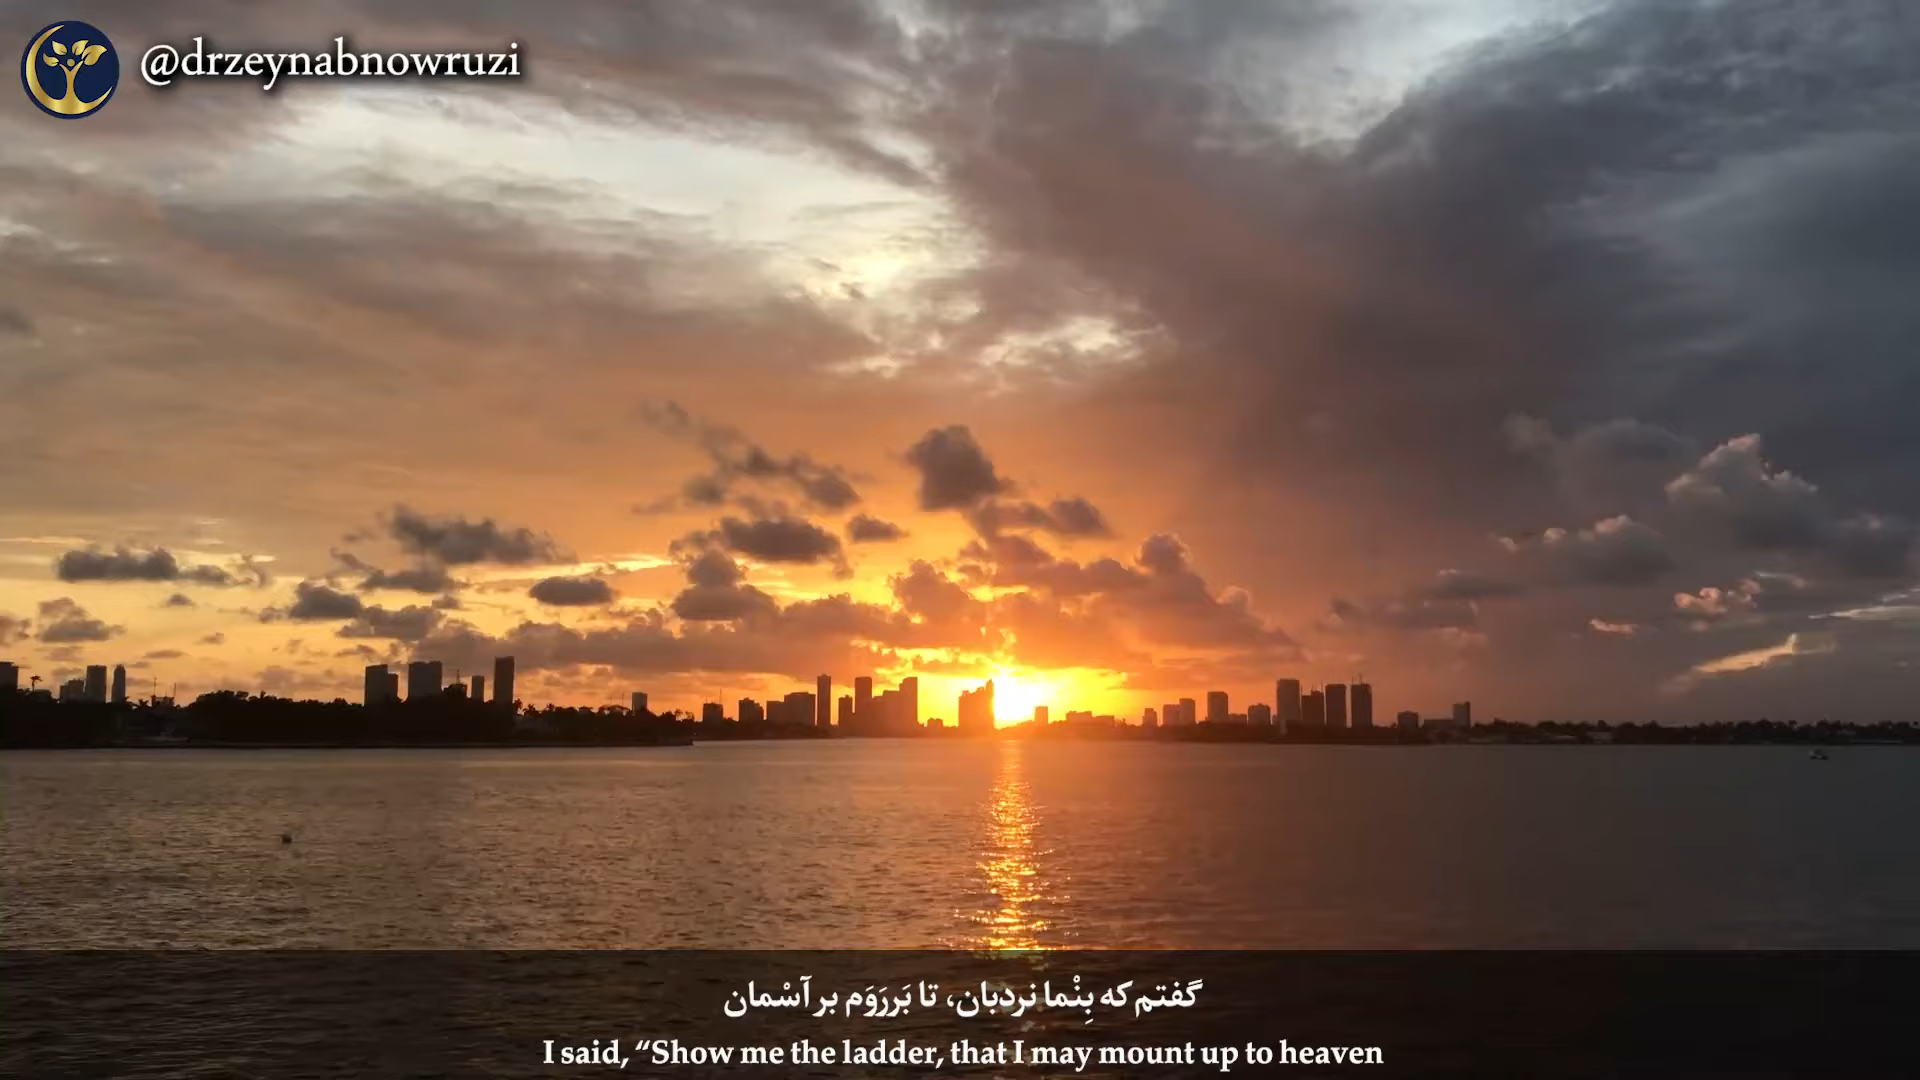 @drzeynabnowruzi
گفتم که بِنْما نردبان، تا بَررَوَم بر آسْمان
I said, “Show me the ladder, that I may mount up to heaven